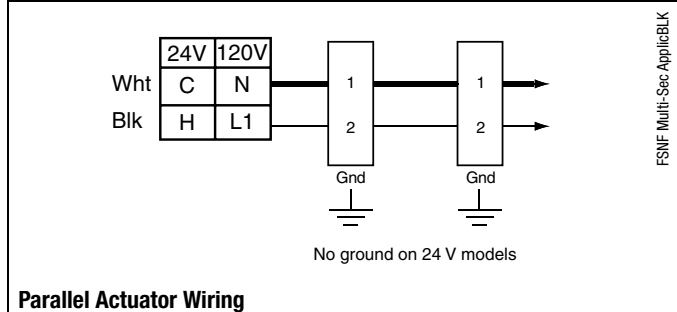 24V 120V
Wht C N 1 1
Blk H L1 2 2
Gnd Gnd
No ground on 24 V models
Parallel Actuator Wiring
FSNF Multi-Sec ApplicBLK